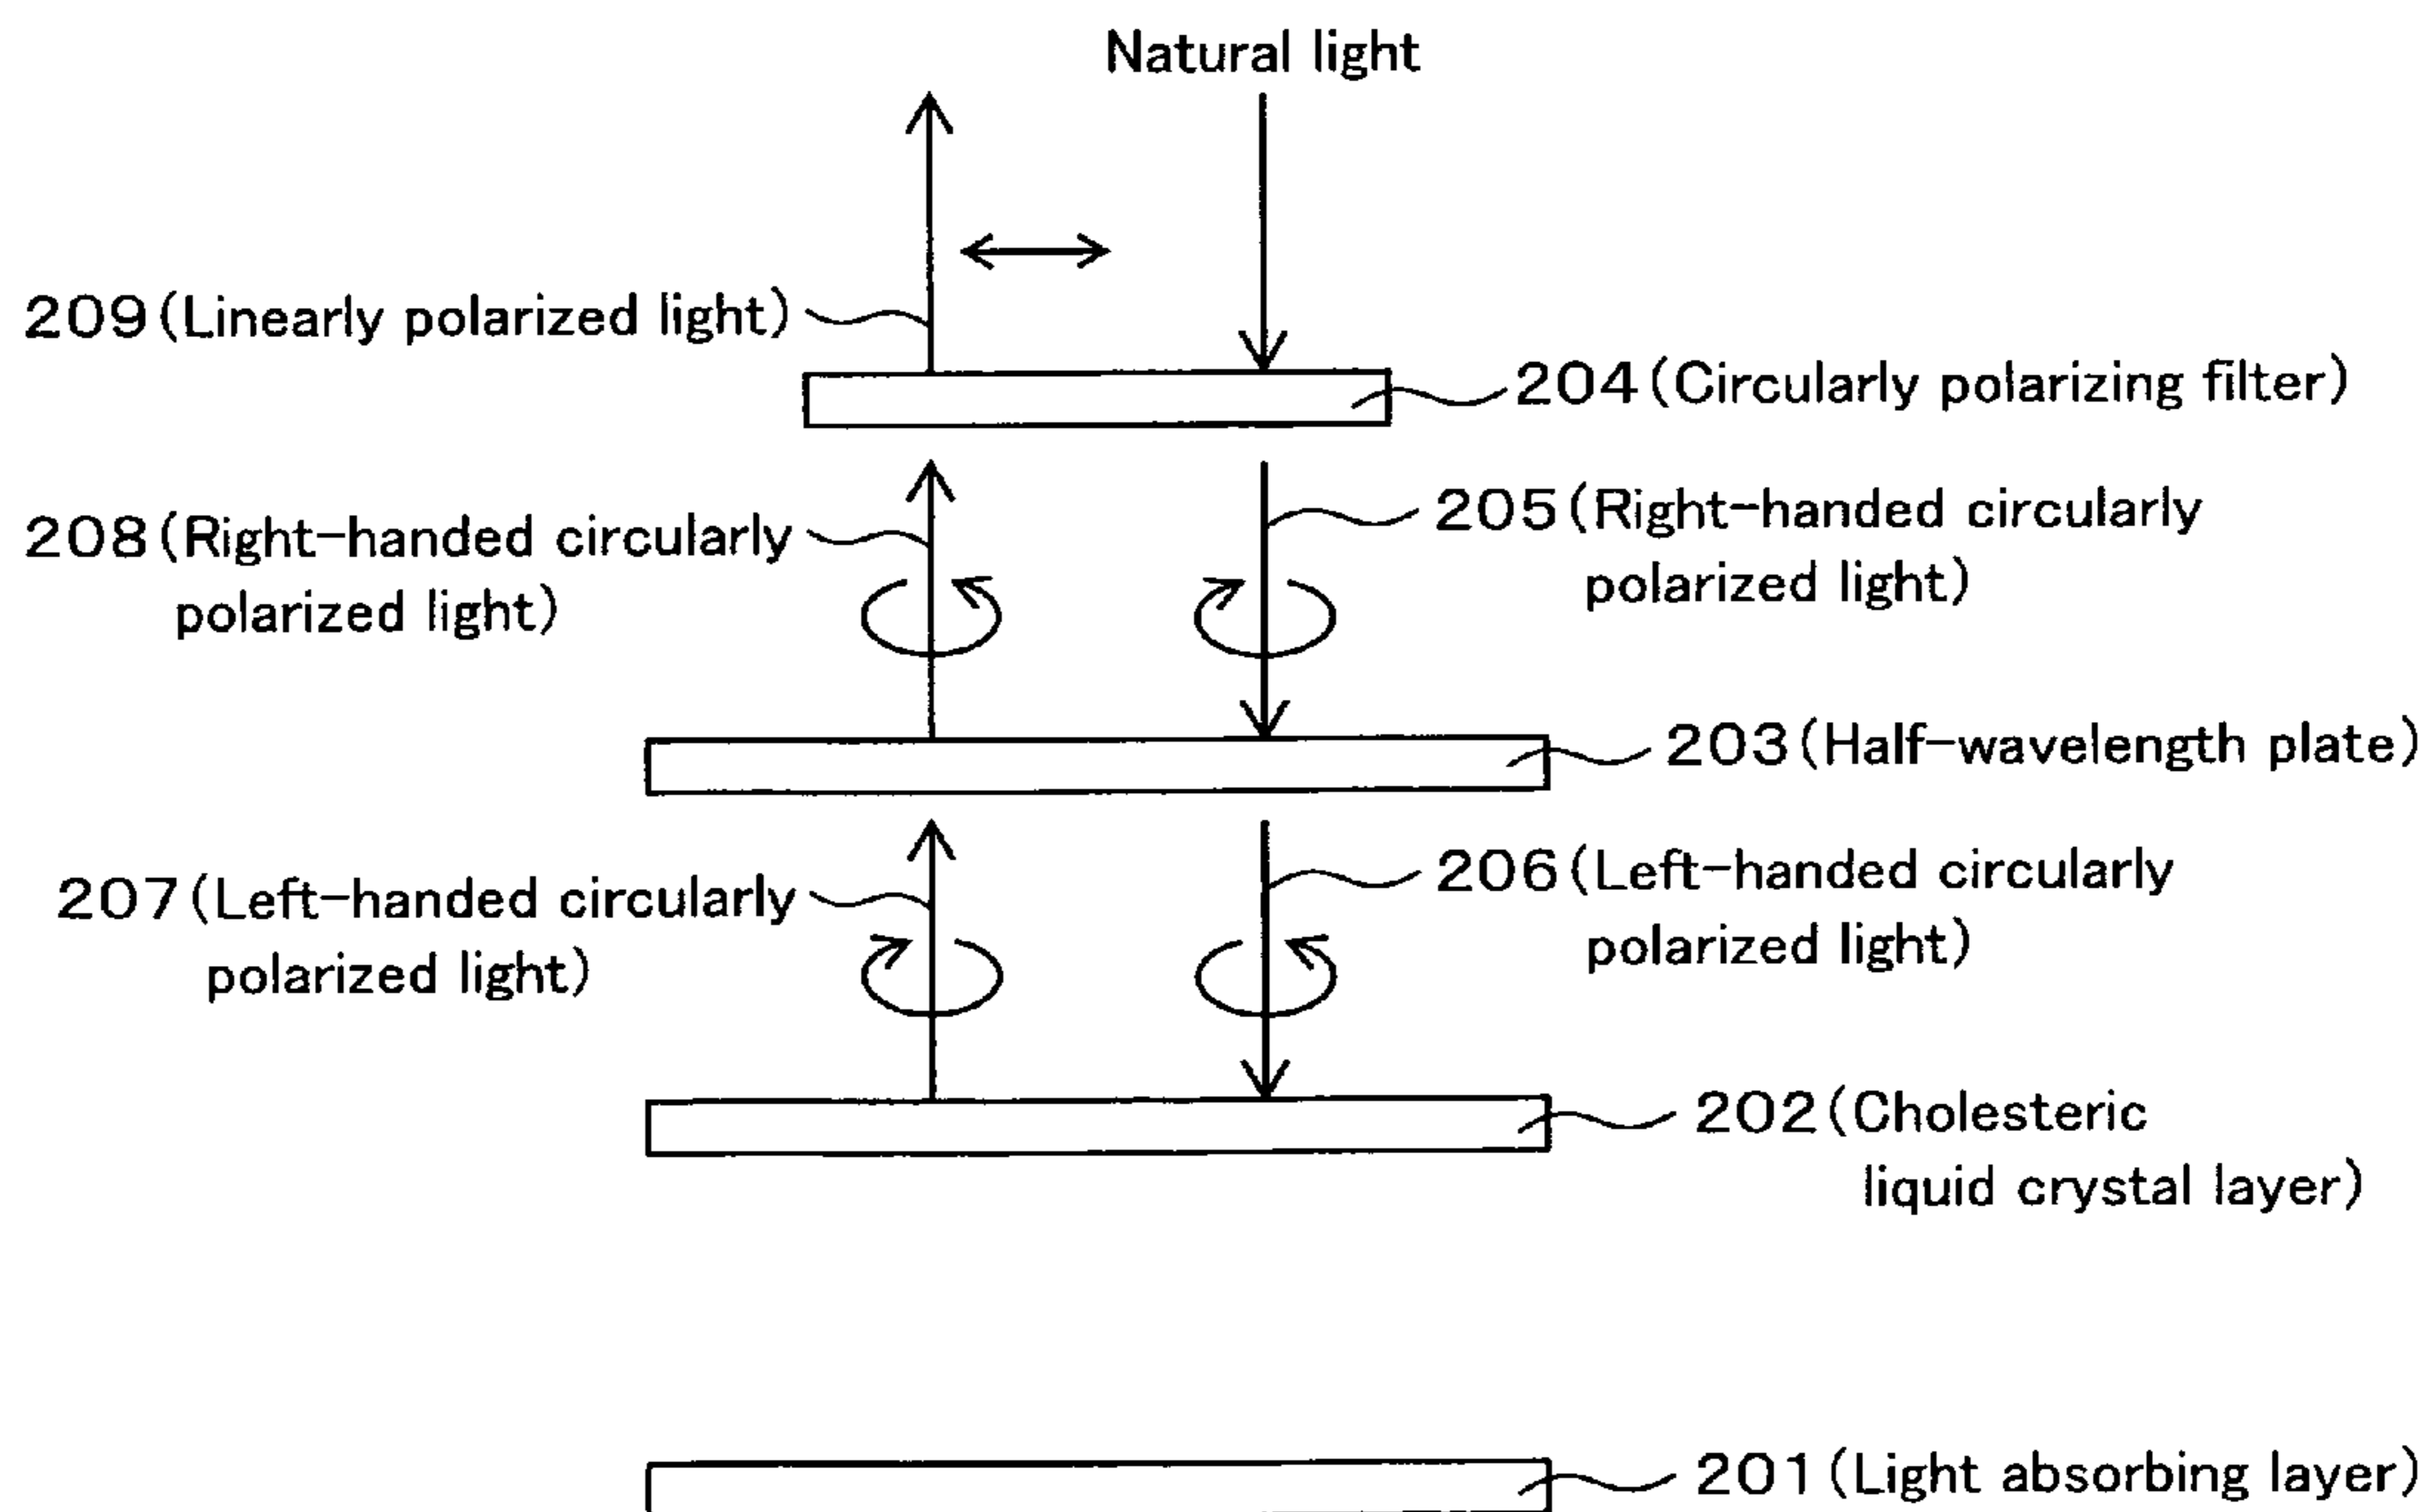 Natural light
209(Linearly polarized light)
204(Circularly polarizing filter)
208(Right-handed circularly
polarized light)
205(Right-handed circularly
polarized light)
203(Half-wavelength plate)
207(Left-handed circularly
polarized light)
206(Left-handed circularly
polarized light)
202(Cholesteric
liquid crystal layer)
201(Light absorbing layer)